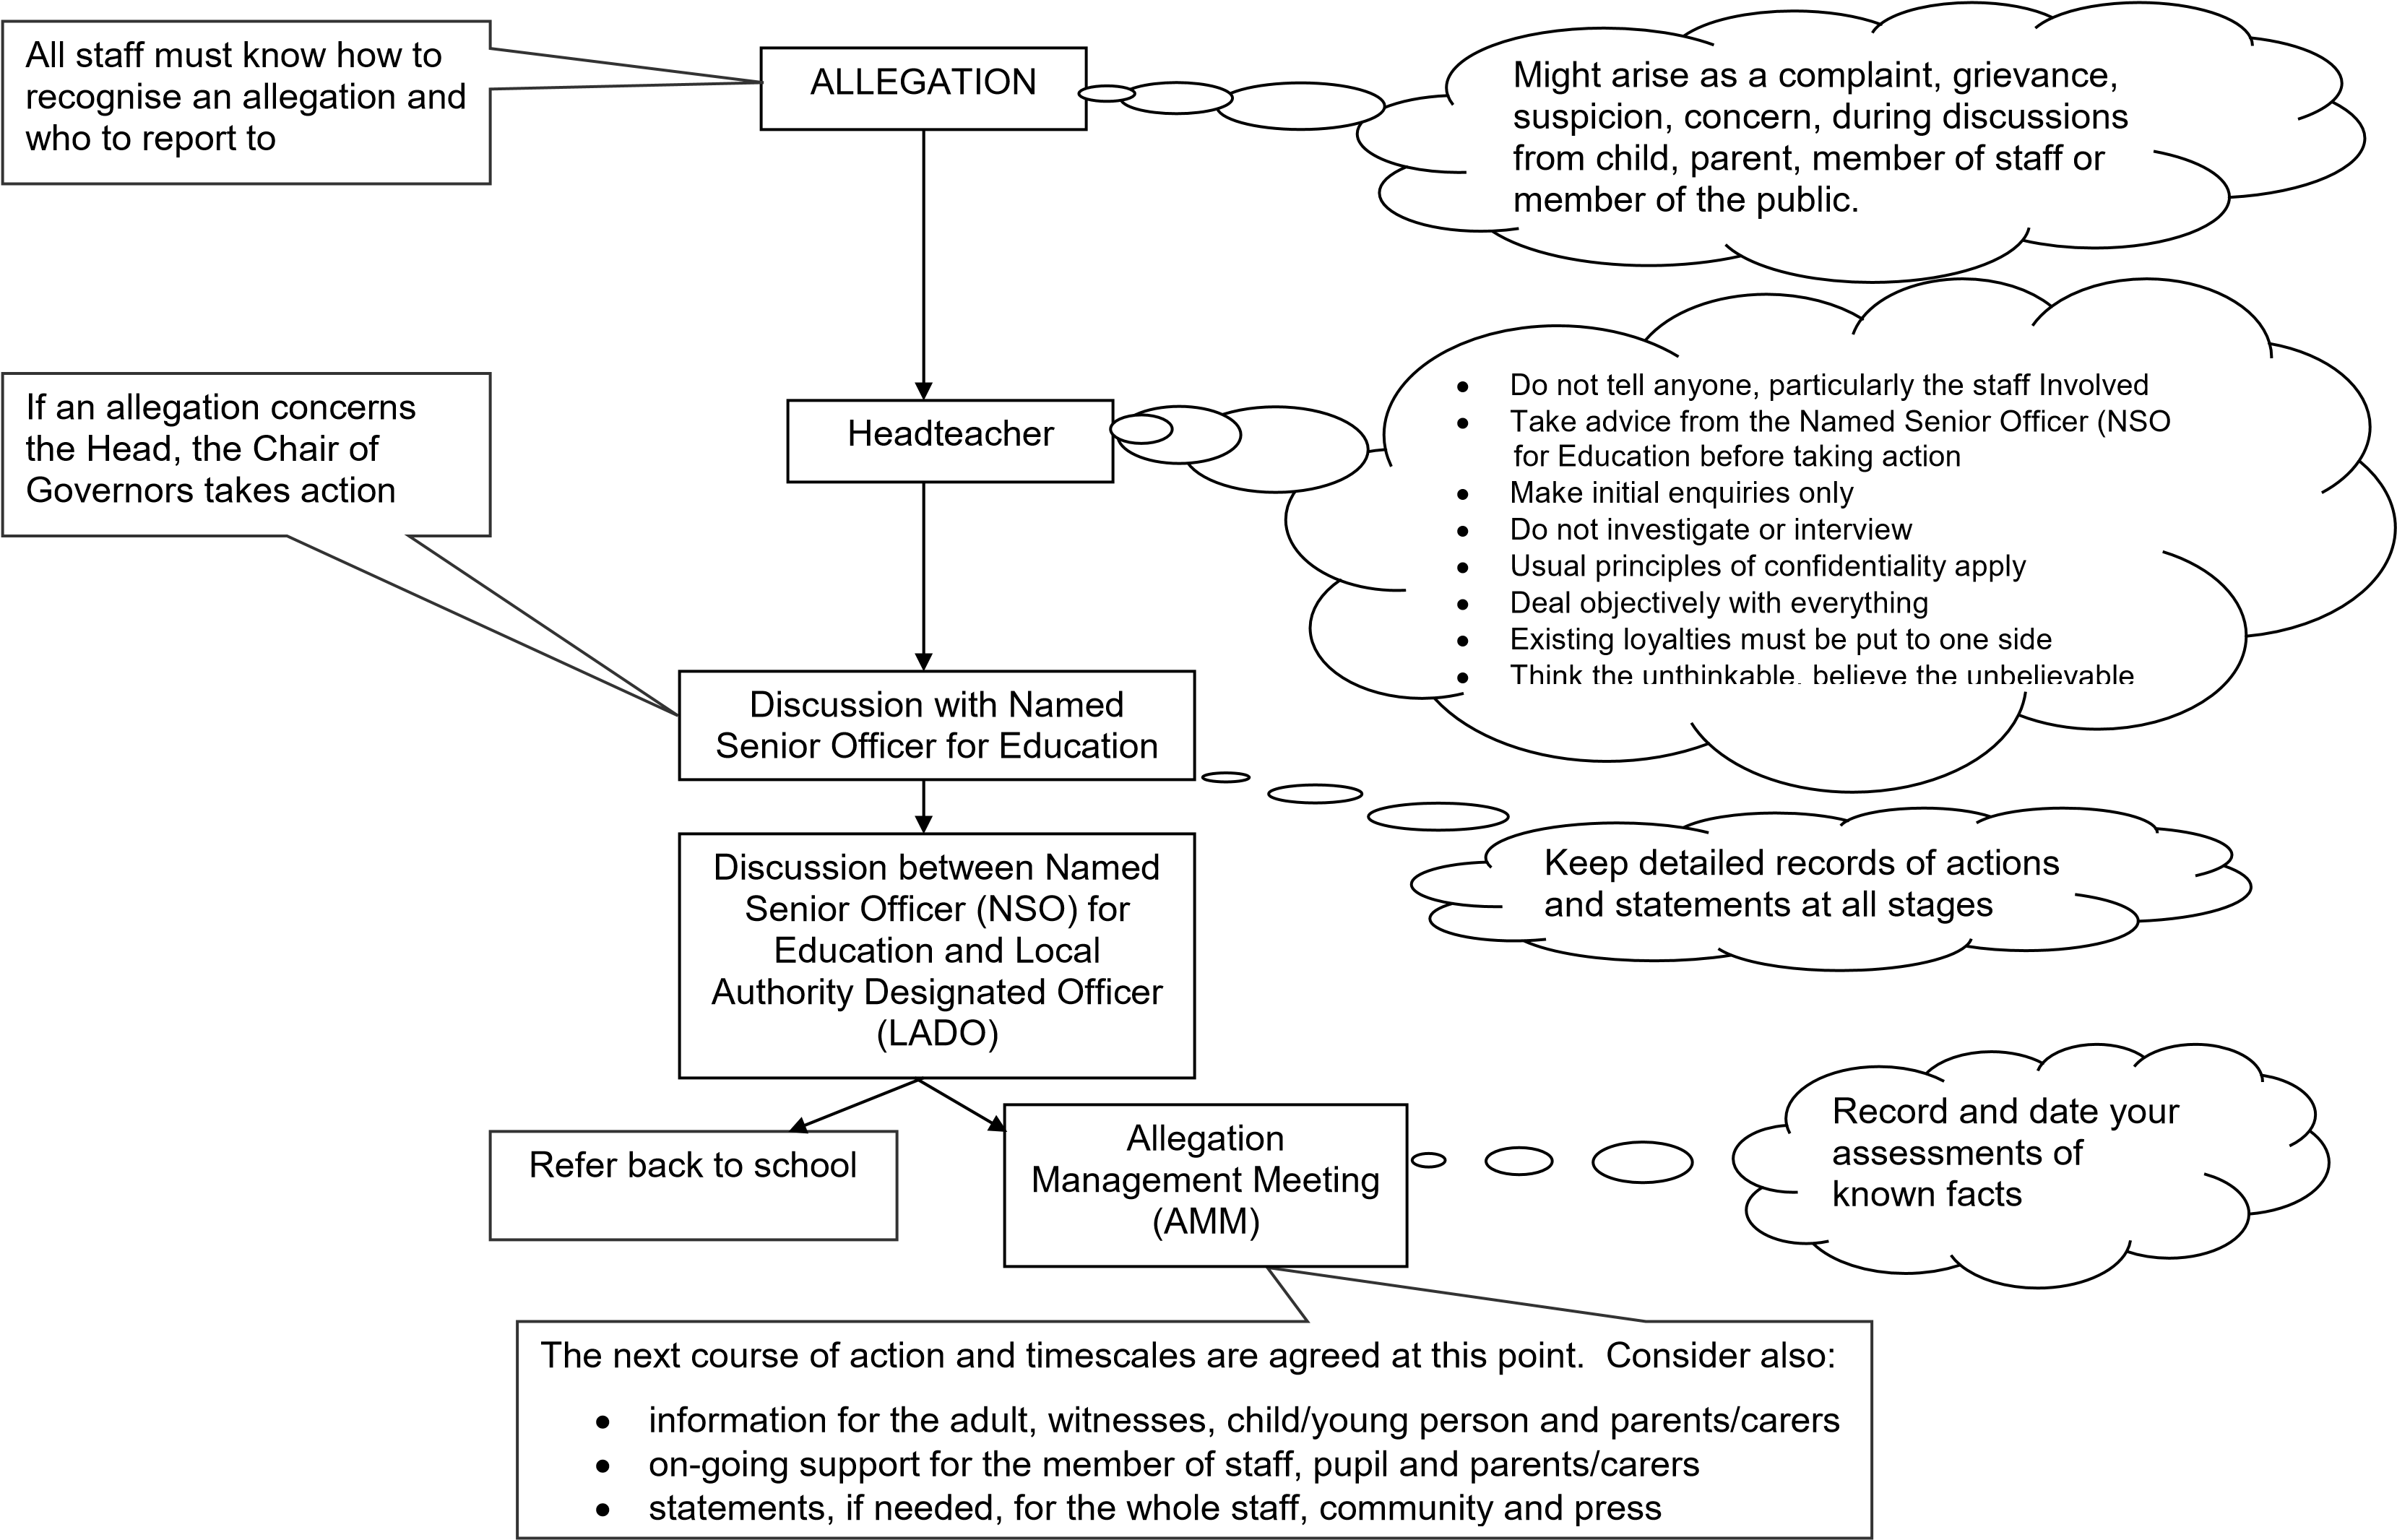 All staff must know how to
recognise an allegation and
who to report to
ALLEGATION
Might arise as a complaint, grievance,
suspicion, concern, during discussions
from child, parent, member of staff or
member of the public.
If an allegation concerns
the Head, the Chair of
Governors takes action
Headteacher
● Do not tell anyone, particularly the staff Involved
● Take advice from the Named Senior Officer (NSO
for Education before taking action
● Make initial enquiries only
● Do not investigate or interview
● Usual principles of confidentiality apply
● Deal objectively with everything
● Existing loyalties must be put to one side
● Think the unthinkable, believe the unbelievable
Discussion with Named
Senior Officer for Education
Keep detailed records of actions
and statements at all stages
Discussion between Named
Senior Officer (NSO) for
Education and Local
Authority Designated Officer
(LADO)
Refer back to school
Allegation
Management Meeting
(AMM)
Record and date your
assessments of
known facts
The next course of action and timescales are agreed at this point.  Consider also:
● information for the adult, witnesses, child/young person and parents/carers
● on-going support for the member of staff, pupil and parents/carers
● statements, if needed, for the whole staff, community and press